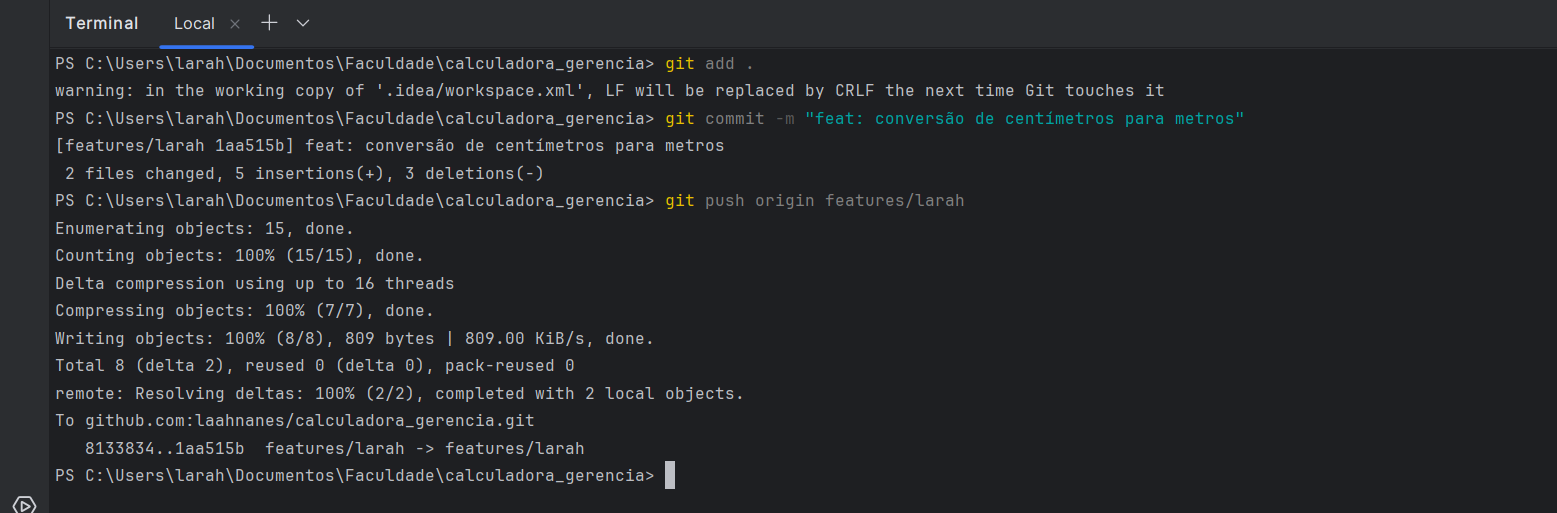 Terminal Local
PS C:\Users\larah\Documentos\Faculdade\calculadora_gerencia> git add .
warning: in the working copy of '.idea/workspace.xml', LF will be replaced by CRLF the next time Git touches it
PS C:\Users\larah\Documentos\Faculdade\calculadora_gerencia> git commit -m "feat: conversão de centímetros para metros"
[features/larah 1aa515b] feat: conversão de centímetros para metros
 2 files changed, 5 insertions(+), 3 deletions(-)
PS C:\Users\larah\Documentos\Faculdade\calculadora_gerencia> git push origin features/larah
Enumerating objects: 15, done.
Counting objects: 100% (15/15), done.
Delta compression using up to 16 threads
Compressing objects: 100% (7/7), done.
Writing objects: 100% (8/8), 809 bytes | 809.00 KiB/s, done.
Total 8 (delta 2), reused 0 (delta 0), pack-reused 0
remote: Resolving deltas: 100% (2/2), completed with 2 local objects.
To github.com:laahnanes/calculadora_gerencia.git
   8133834..1aa515b  features/larah -> features/larah
PS C:\Users\larah\Documentos\Faculdade\calculadora_gerencia>